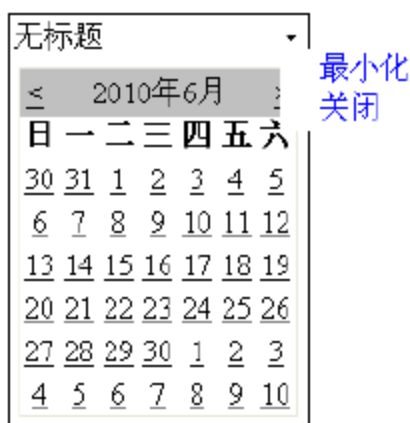 无标题
最小化
关闭
< 2010年6月 >
日 一 二 三 四 五 六
30 31 1 2 3 4 5
6 7 8 9 10 11 12
13 14 15 16 17 18 19
20 21 22 23 24 25 26
27 28 29 30 1 2 3
4 5 6 7 8 9 10